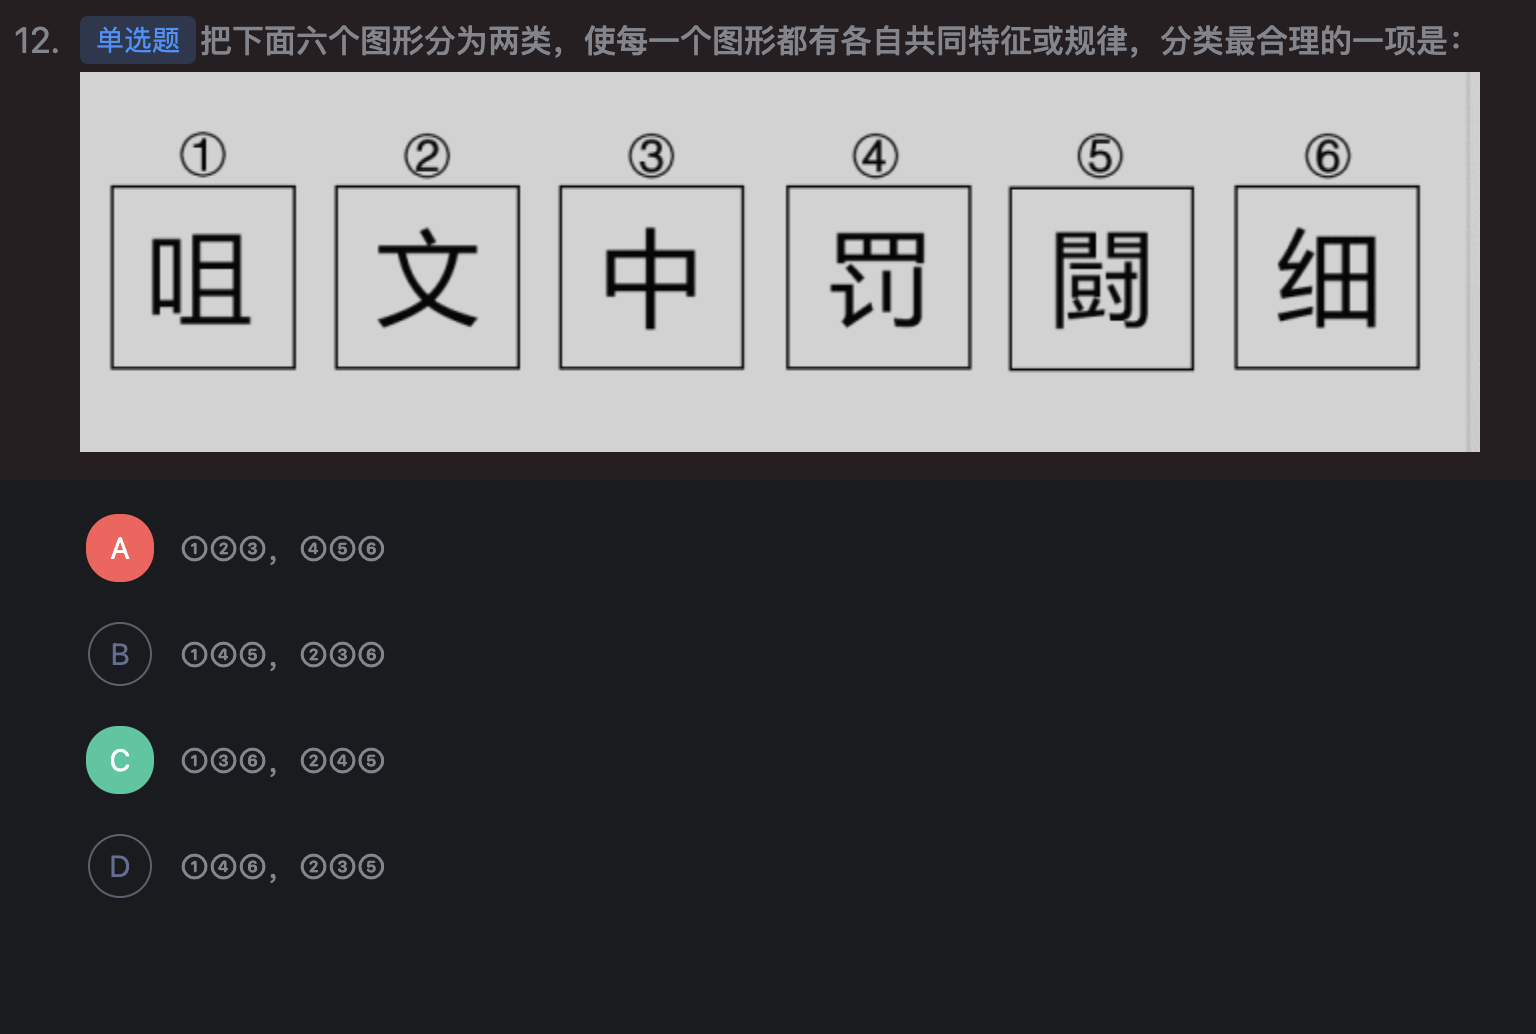 12. 单选题 把下面六个图形分为两类，使每一个图形都有各自共同特征或规律，分类最合理的一项是：
① ② ③ ④ ⑤ ⑥
咀 文 中 罚 鬪 细
A ①②③，④⑤⑥
B ①④⑤，②③⑥
C ①③⑥，②④⑤
D ①④⑥，②③⑤